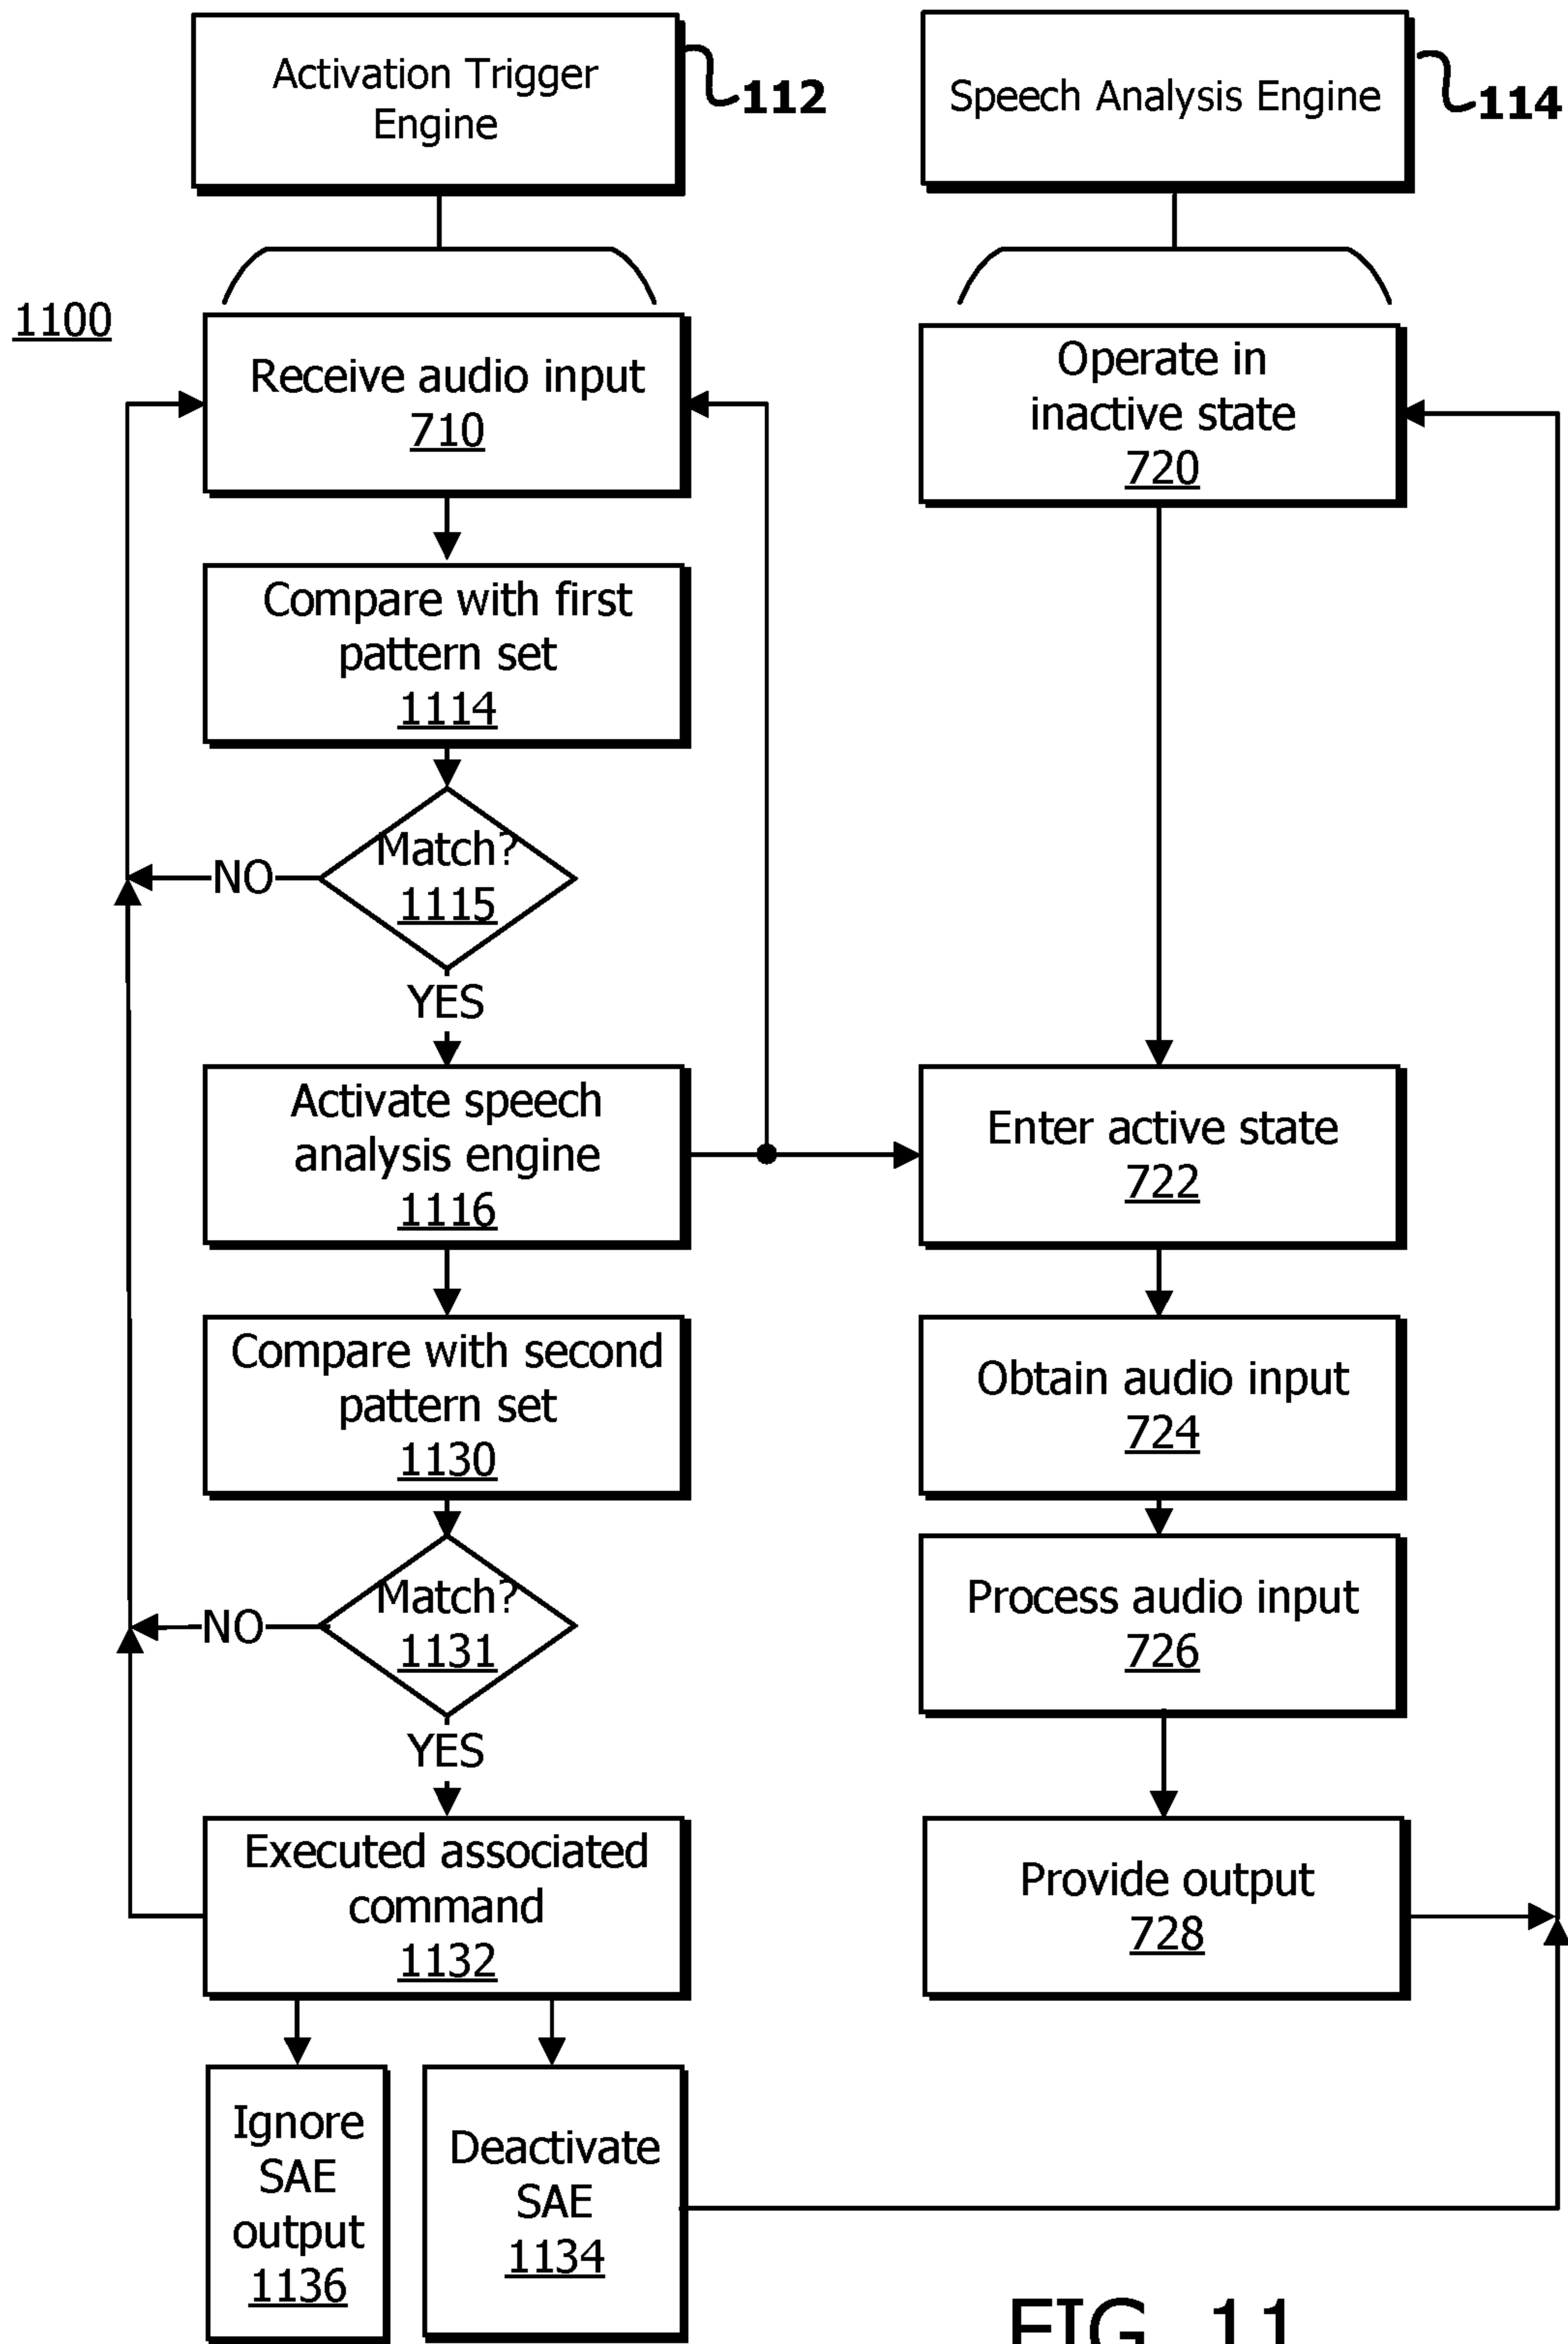 Activation Trigger
Engine
112
Speech Analysis Engine
114
1100
Receive audio input
710
Operate in
inactive state
720
Compare with first
pattern set
1114
Match?
1115
NO
YES
Activate speech
analysis engine
1116
Enter active state
722
Compare with second
pattern set
1130
Obtain audio input
724
Match?
1131
NO
YES
Process audio input
726
Executed associated
command
1132
Provide output
728
Ignore
SAE
output
1136
Deactivate
SAE
1134
FIG. 11